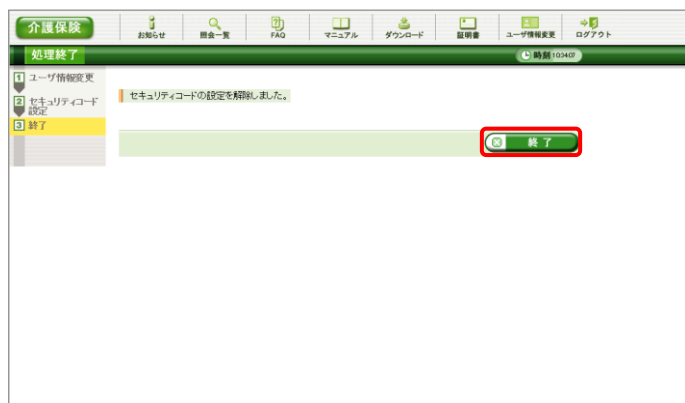 介護保険
お知らせ
照会一覧
FAQ
マニュアル
ダウンロード
証明書
ユーザ情報変更
ログアウト
処理終了
時刻
1 ユーザ情報変更
2 セキュリティコード
設定
3 終了
セキュリティコードの設定を解除しました。
終了